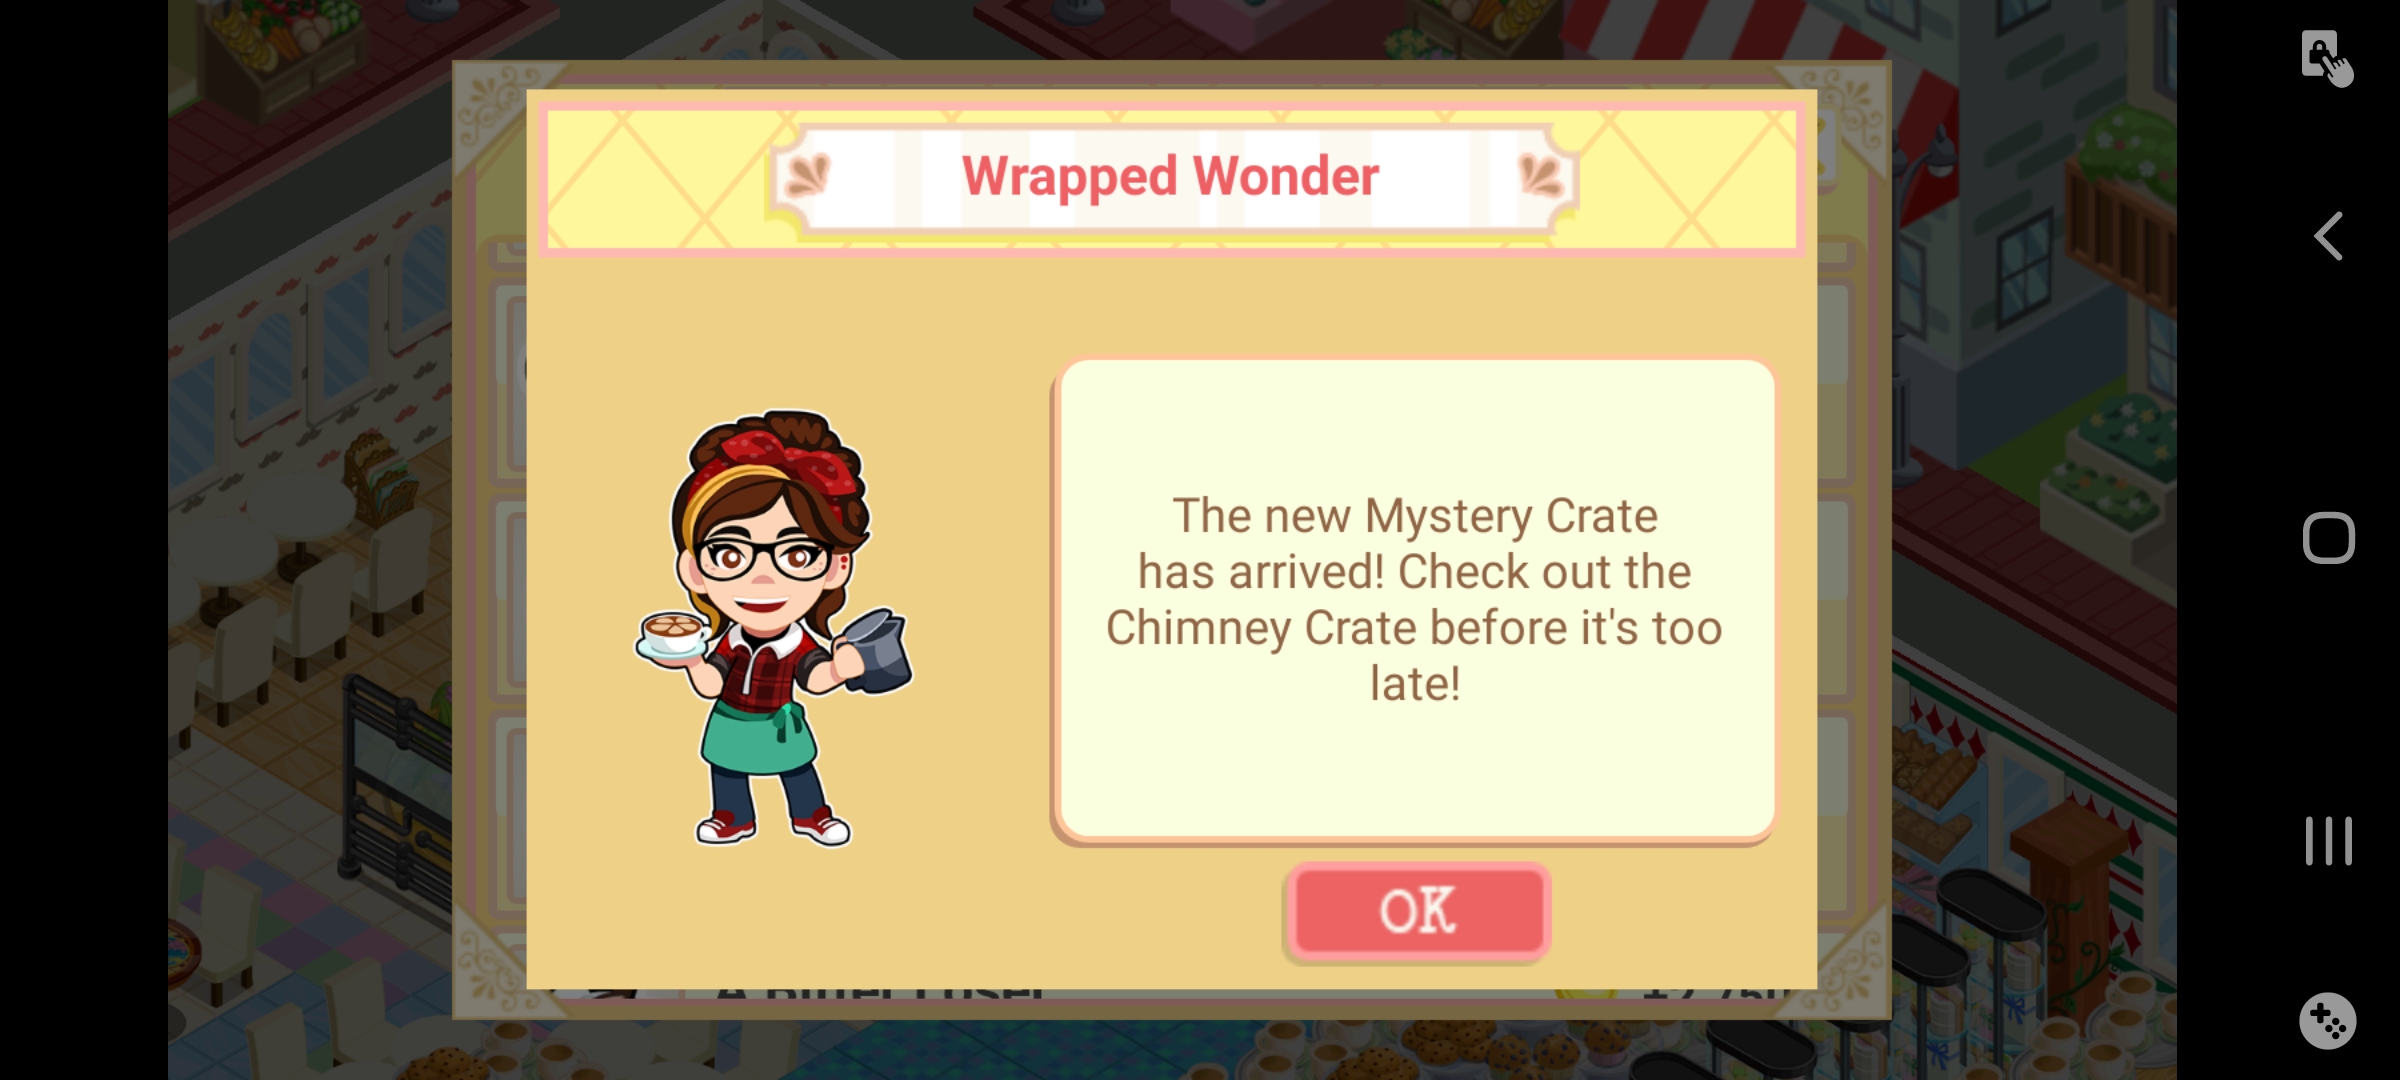 Wrapped Wonder
The new Mystery Crate
has arrived! Check out the
Chimney Crate before it's too
late!
OK